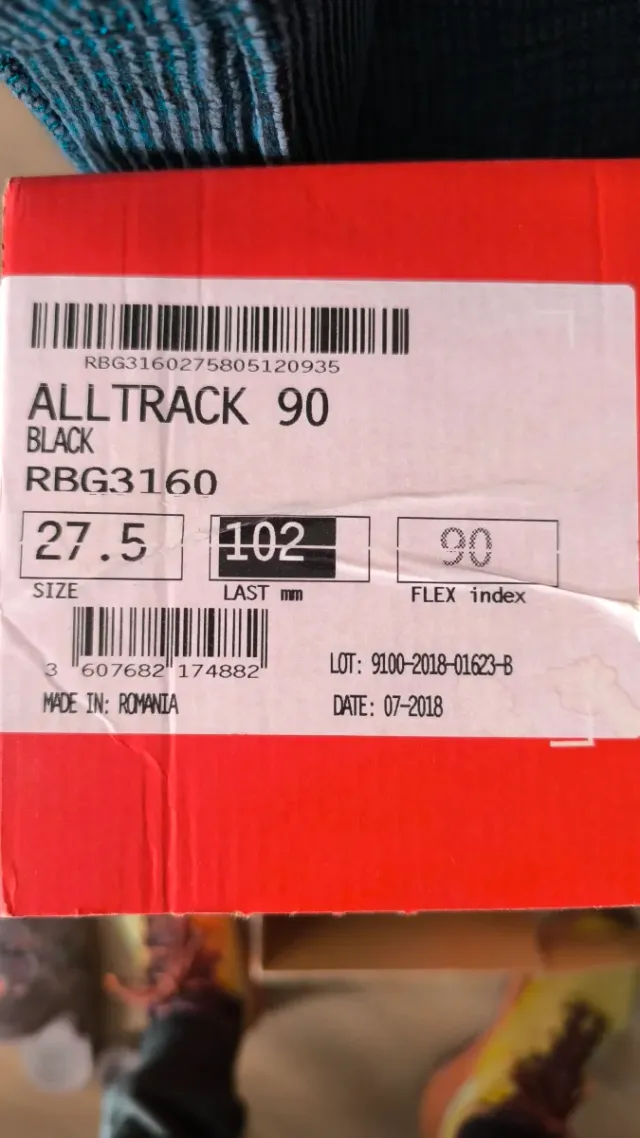 RBG3160275805120935
ALLTRACK 90
BLACK
RBG3160
27.5 102 90
SIZE LAST mm FLEX index
3 607682 174882
LOT: 9100-2018-01623-B
MADE IN: ROMANIA DATE: 07-2018